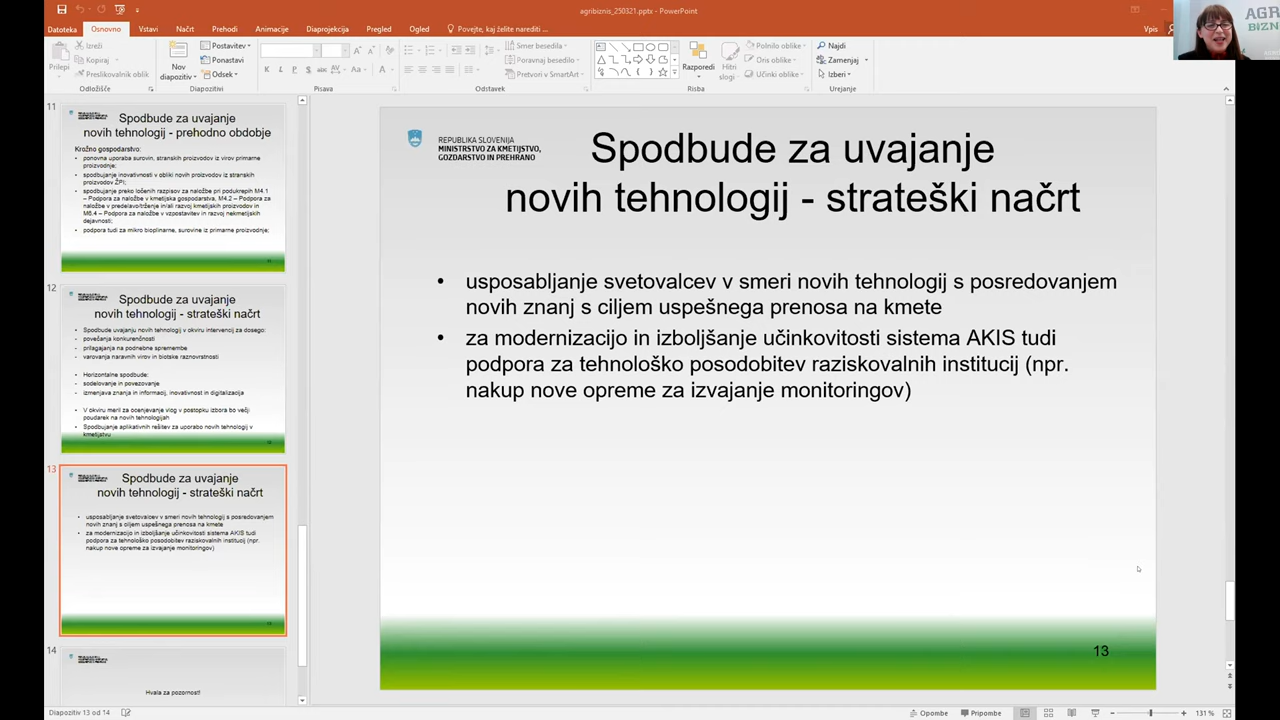 agribiznis_250321.pptx - PowerPoint
Datoteka Osnovno Vstavi Načrt Prehodi Animacije Diaprojekcija Pregled Ogled Povejte, kaj želite narediti ... Vpis
Prilepi
Izreži
Kopiraj
Preslikovalnik oblik
Odložišče
Nov
diapozitiv
Postavitev
Ponastavi
Odsek
Diapozitivi
K L P S abc AV Aa A
Pisava
Smer besedila
Poravnaj besedilo
Pretvori v SmartArt
Odstavek
Razporedi
Hitri
slogi
Polnilo oblike
Oris oblike
Učinki oblike
Risba
Najdi
Zamenjaj
Izberi
Urejanje
AGRI
BIZN
11
Spodbude za uvajanje
novih tehnologij - prehodno obdobje
Krožno gospodarstvo:
• ponovna uporaba surovin, stranskih proizvodov iz virov primarne
proizvodnje;
• spodbujanje inovativnosti v obliki novih proizvodov iz stranskih
proizvodov ŽPI;
• spodbujanje preko ločenih razpisov za naložbe pri podukrepih M4.1
– Podpora za naložbe v kmetijska gospodarstva, M4.2 – Podpora za
naložbe v predelavo/trženje in/ali razvoj kmetijskih proizvodov in
M6.4 – Podpora za naložbe v vzpostavitev in razvoj nekmetijskih
dejavnosti;
• podpora tudi za mikro bioplinarne, surovine iz primarne proizvodnje;
12
Spodbude za uvajanje
novih tehnologij - strateški načrt
• Spodbude uvajanju novih tehnologij v okviru intervencij za dosego:
• povečanja konkurenčnosti
• prilagajanja na podnebne spremembe
• varovanja naravnih virov in biotske raznovrstnosti
• Horizontalne spodbude:
• sodelovanje in povezovanje
• izmenjava znanja in informacij, inovativnost in digitalizacija
• V okviru meril za ocenjevanje vlog v postopku izbora bo večji
poudarek na novih tehnologijah
• Spodbujanje aplikativnih rešitev za uporabo novih tehnologij v
kmetijstvu
13
Spodbude za uvajanje
novih tehnologij - strateški načrt
• usposabljanje svetovalcev v smeri novih tehnologij s posredovanjem
novih znanj s ciljem uspešnega prenosa na kmete
• za modernizacijo in izboljšanje učinkovitosti sistema AKIS tudi
podpora za tehnološko posodobitev raziskovalnih institucij (npr.
nakup nove opreme za izvajanje monitoringov)
14
Hvala za pozornost!
REPUBLIKA SLOVENIJA
MINISTRSTVO ZA KMETIJSTVO,
GOZDARSTVO IN PREHRANO
Spodbude za uvajanje
novih tehnologij - strateški načrt
• usposabljanje svetovalcev v smeri novih tehnologij s posredovanjem
novih znanj s ciljem uspešnega prenosa na kmete
• za modernizacijo in izboljšanje učinkovitosti sistema AKIS tudi
podpora za tehnološko posodobitev raziskovalnih institucij (npr.
nakup nove opreme za izvajanje monitoringov)
13
Diapozitiv 13 od 14
Opombe Pripombe 131 %